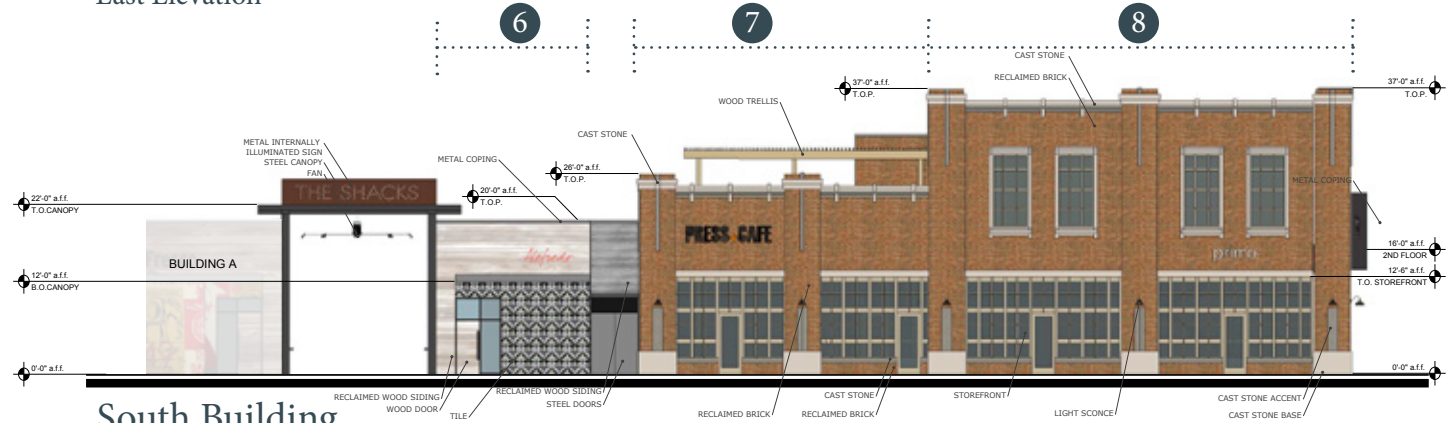 East Elevation
6
7
8
CAST STONE
RECLAIMED BRICK
37'-0" a.f.f.
T.O.P.
37'-0" a.f.f.
T.O.P.
WOOD TRELLIS
CAST STONE
METAL INTERNALLY
ILLUMINATED SIGN
STEEL CANOPY
FAN
METAL COPING
26'-0" a.f.f.
T.O.P.
20'-0" a.f.f.
T.O.P.
METAL COPING
THE SHACKS
22'-0" a.f.f.
T.O.CANOPY
PRESS CAFE
BUILDING A
primo
16'-0" a.f.f.
2ND FLOOR
12'-0" a.f.f.
B.O.CANOPY
12'-6" a.f.f.
T.O. STOREFRONT
0'-0" a.f.f.
0'-0" a.f.f.
RECLAIMED WOOD SIDING
WOOD DOOR
TILE
RECLAIMED WOOD SIDING
STEEL DOORS
RECLAIMED BRICK
CAST STONE
RECLAIMED BRICK
STOREFRONT
LIGHT SCONCE
CAST STONE ACCENT
CAST STONE BASE
South Building